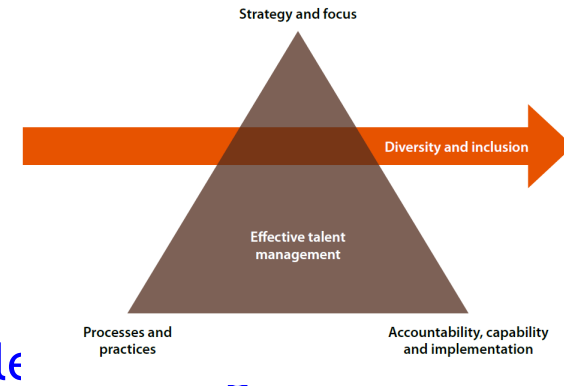 Strategy and focus
Diversity and inclusion
Effective talent
management
Processes and
practices
Accountability, capability
and implementation